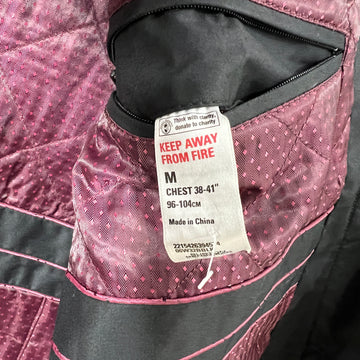 Think with clarity,
donate to charity
KEEP AWAY
FROM FIRE
M
CHEST 38-41"
96-104CM
Made in China